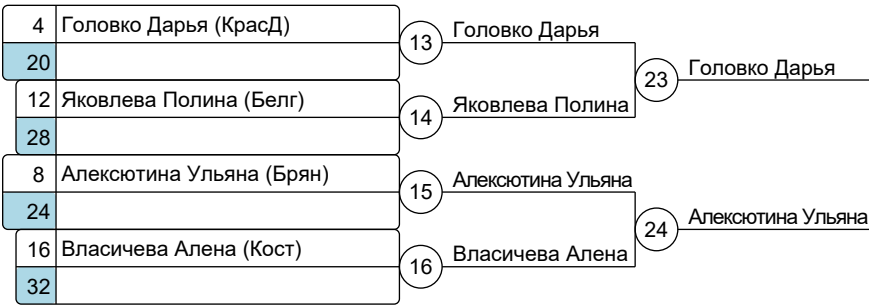 4 Головко Дарья (КрасД)
20
13 Головко Дарья
12 Яковлева Полина (Белг)
28
14 Яковлева Полина
23 Головко Дарья
8 Алексютина Ульяна (Брян)
24
15 Алексютина Ульяна
16 Власичева Алена (Кост)
32
16 Власичева Алена
24 Алексютина Ульяна